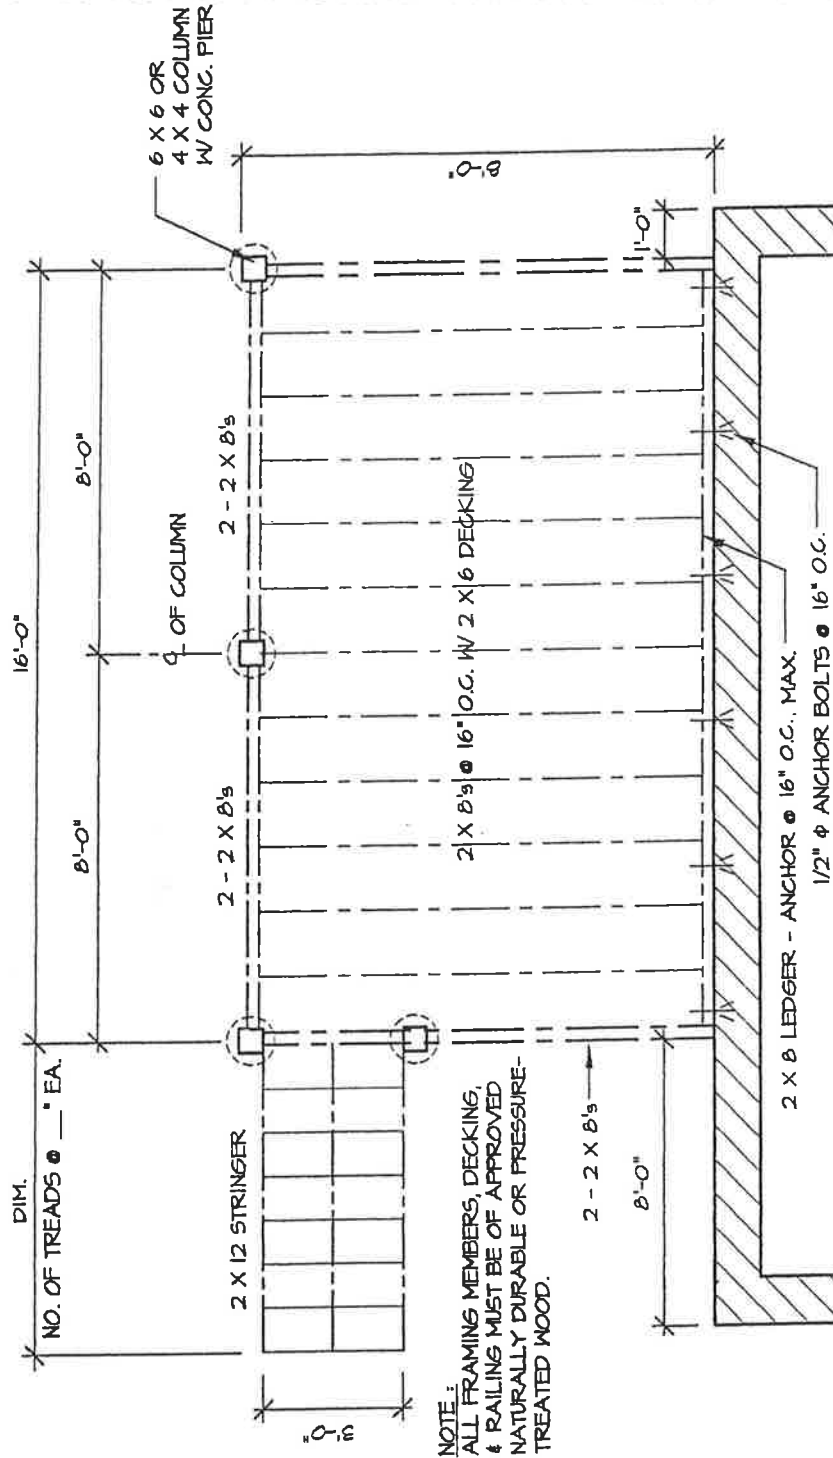 DIM.
NO. OF TREADS @ __" EA.
16'-0"
8'-0"
8'-0"
℄ OF COLUMN
6 X 6 OR
4 X 4 COLUMN
W/ CONC. PIER
2 X 12 STRINGER
2 - 2 X 8's
2 - 2 X 8's
3'-0"
8'-0"
2 X 8's @ 16" O.C. W/ 2 X 6 DECKING
NOTE :
ALL FRAMING MEMBERS, DECKING,
& RAILING MUST BE OF APPROVED
NATURALLY DURABLE OR PRESSURE-
TREATED WOOD.
2 - 2 X 8's
8'-0"
1'-0"
2 X 8 LEDGER - ANCHOR @ 16" O.C., MAX.
1/2" φ ANCHOR BOLTS @ 16" O.C.